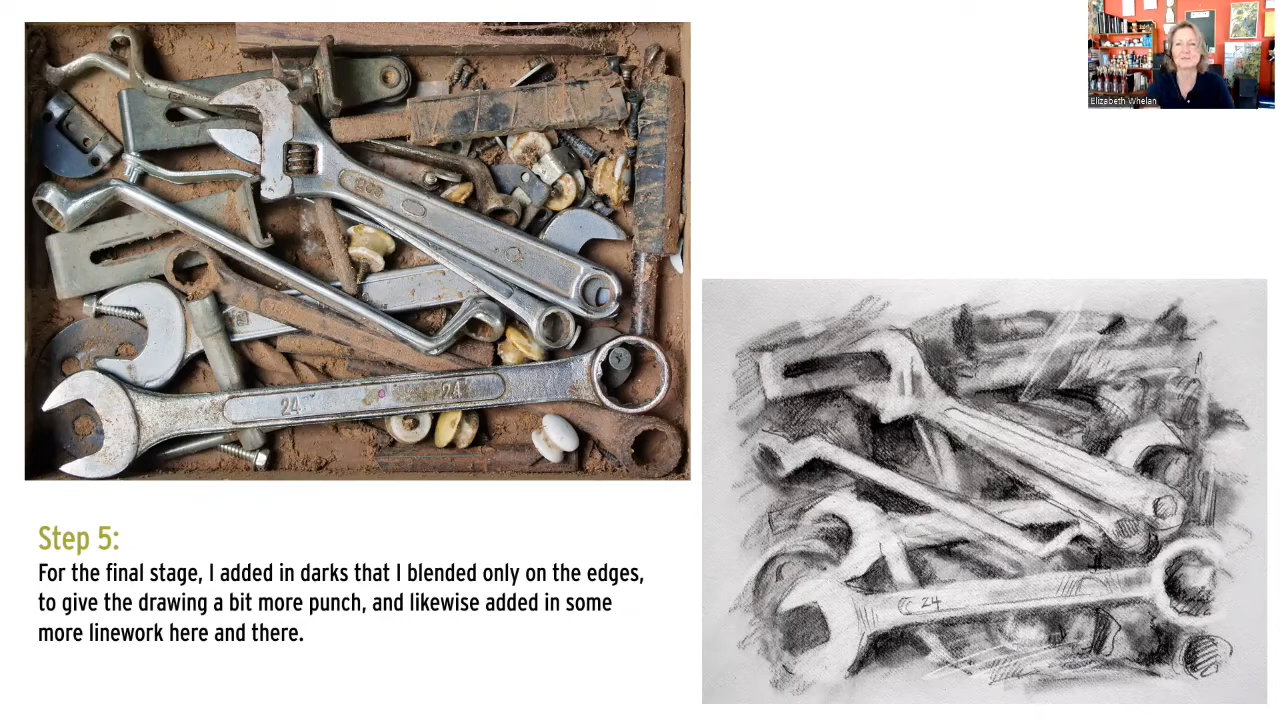 Elizabeth Whelan
24
24
Step 5:
For the final stage, I added in darks that I blended only on the edges,
to give the drawing a bit more punch, and likewise added in some
more linework here and there.
24